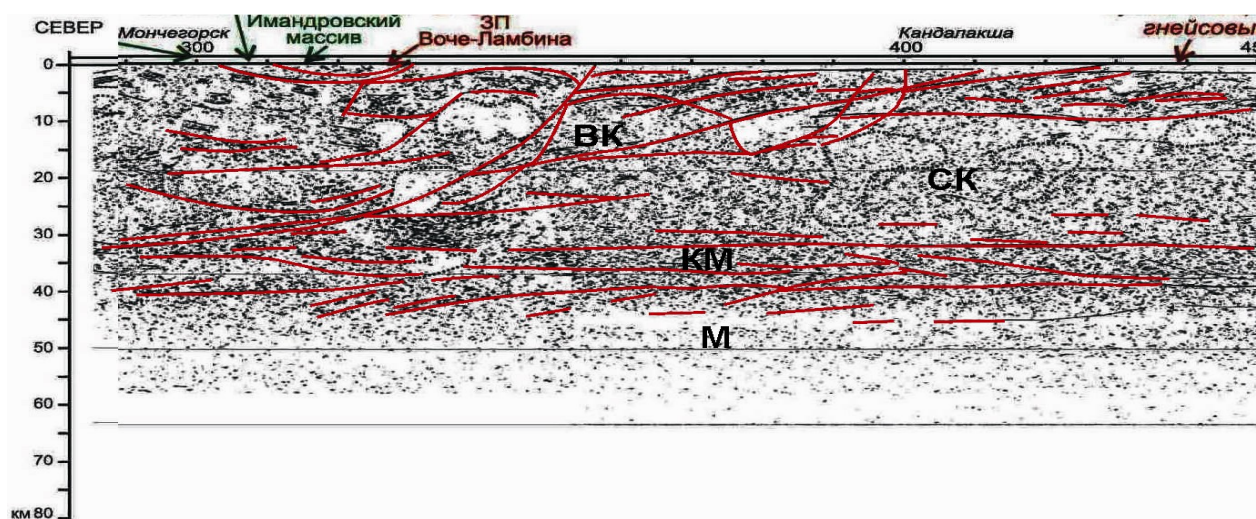 СЕВЕР
Мончегорск
300
Имандровский
массив
ЗП
Воче-Ламбина
Кандалакша
400
гнейсовы
0
10
20
30
40
50
60
70
км 80
ВК
СК
КМ
М